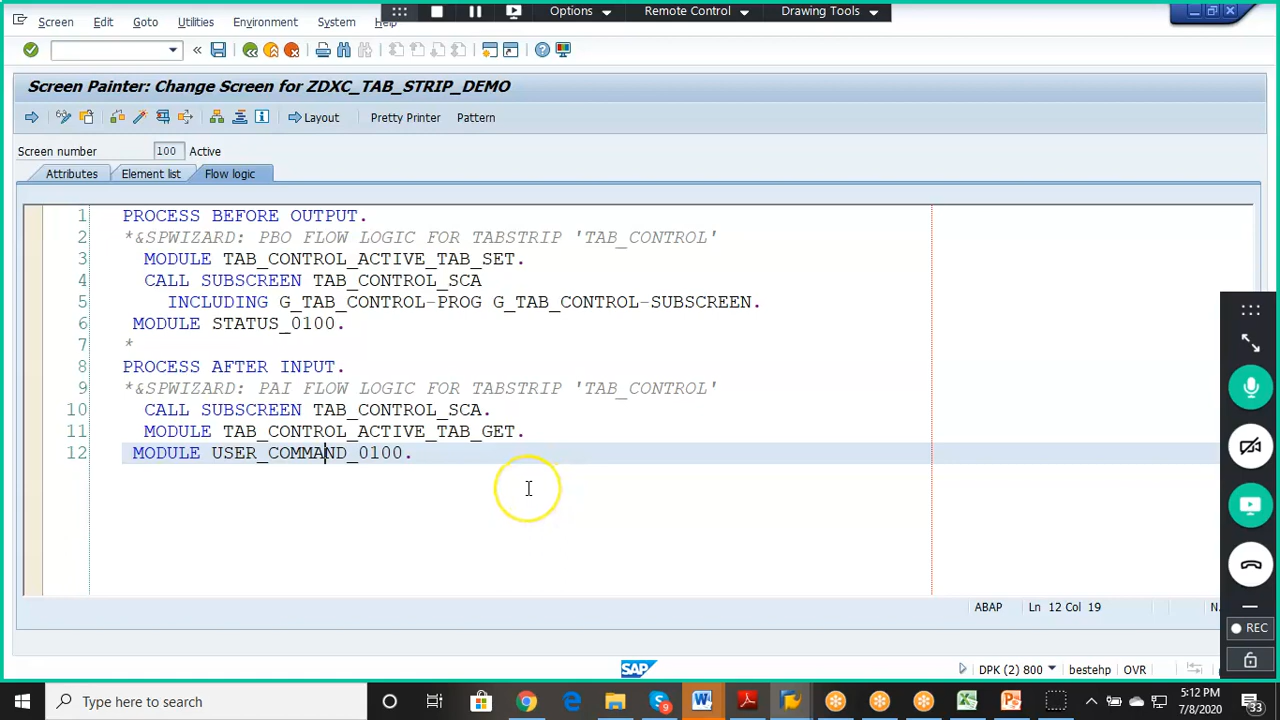 Options
Remote Control
Drawing Tools
Screen Edit Goto Utilities Environment System Help
Screen Painter: Change Screen for ZDXC_TAB_STRIP_DEMO
Layout Pretty Printer Pattern
Screen number 100 Active
Attributes Element list Flow logic
1 PROCESS BEFORE OUTPUT.
2 *&SPWIZARD: PBO FLOW LOGIC FOR TABSTRIP 'TAB_CONTROL'
3 MODULE TAB_CONTROL_ACTIVE_TAB_SET.
4 CALL SUBSCREEN TAB_CONTROL_SCA
5 INCLUDING G_TAB_CONTROL-PROG G_TAB_CONTROL-SUBSCREEN.
6 MODULE STATUS_0100.
7 *
8 PROCESS AFTER INPUT.
9 *&SPWIZARD: PAI FLOW LOGIC FOR TABSTRIP 'TAB_CONTROL'
10 CALL SUBSCREEN TAB_CONTROL_SCA.
11 MODULE TAB_CONTROL_ACTIVE_TAB_GET.
12 MODULE USER_COMMAND_0100.
ABAP Ln 12 Col 19
REC
SAP
DPK (2) 800 bestehp OVR
Type here to search
9
5:12 PM
7/8/2020
33